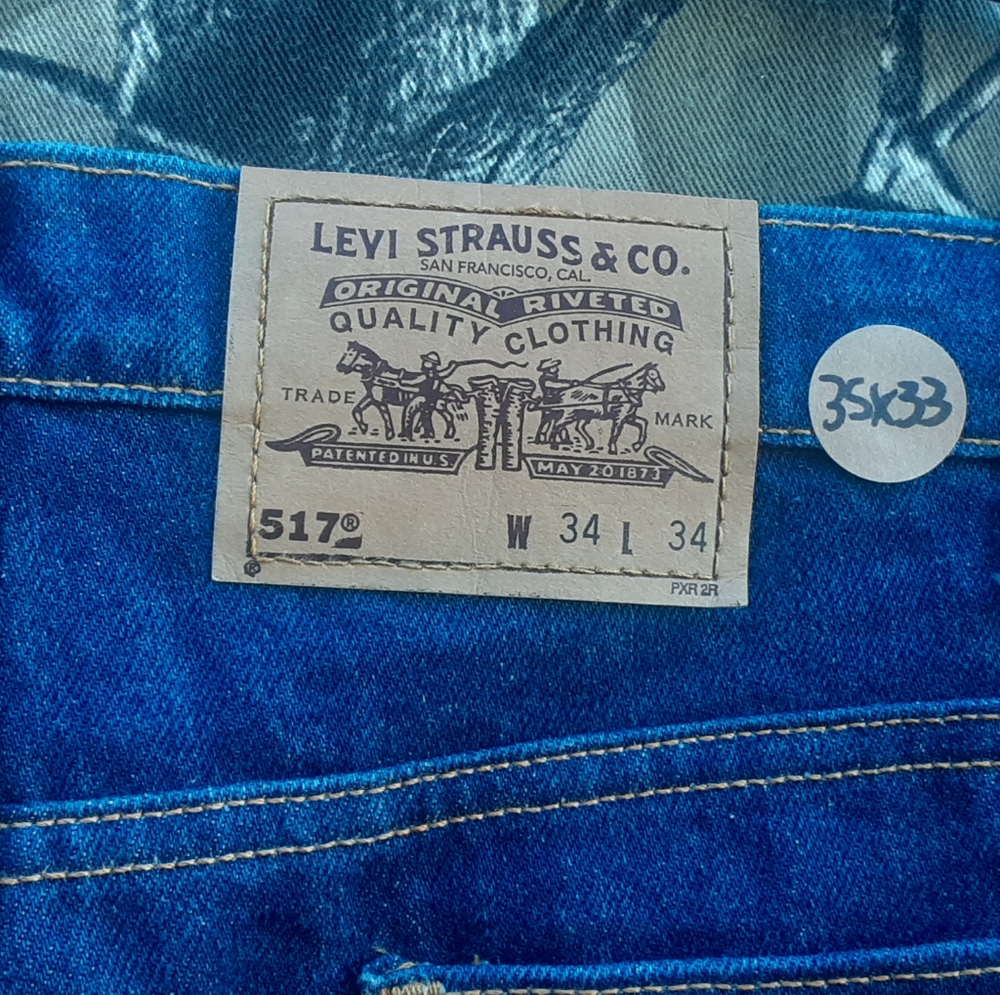 LEVI STRAUSS & CO.
SAN FRANCISCO, CAL.
ORIGINAL RIVETED
QUALITY CLOTHING
TRADE MARK
PATENTED IN U.S. MAY 20 1873
517® W 34 L 34
®
PXR 2R
35x33